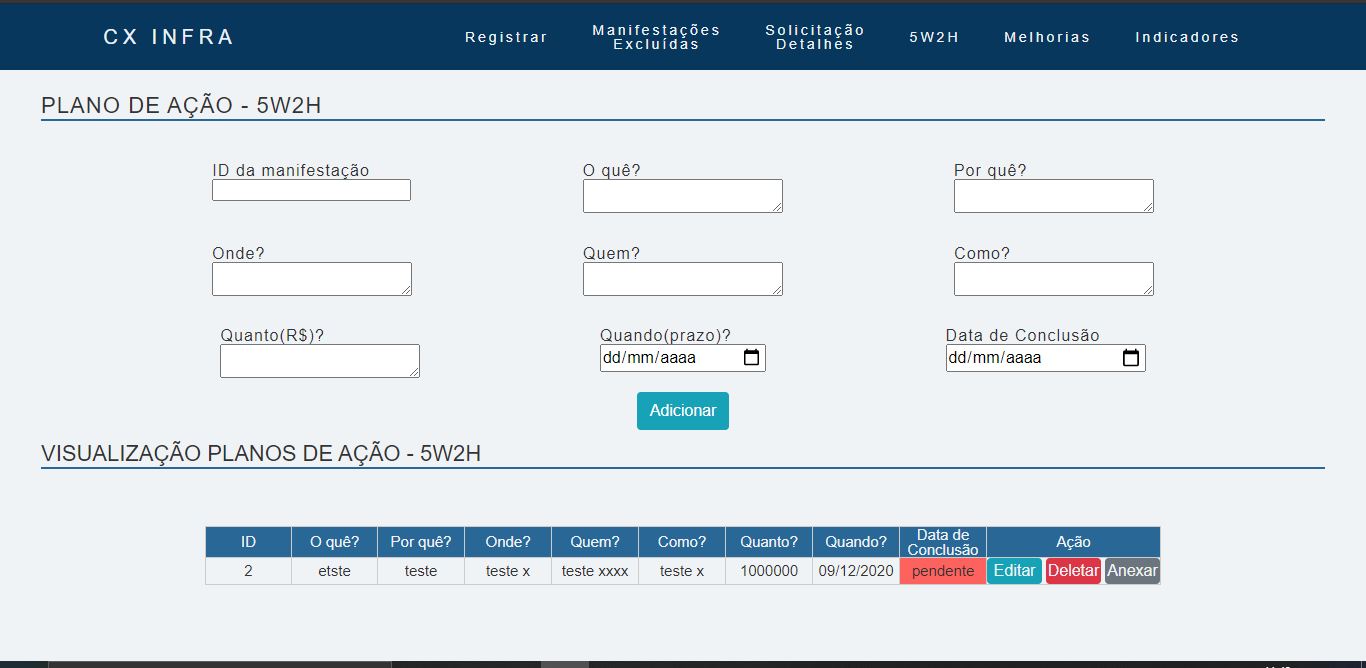 CX INFRA
Registrar
Manifestações
Excluídas
Solicitação
Detalhes
5W2H
Melhorias
Indicadores
PLANO DE AÇÃO - 5W2H
ID da manifestação
O quê?
Por quê?
Onde?
Quem?
Como?
Quanto(R$)?
Quando(prazo)?
Data de Conclusão
dd/mm/aaaa
dd/mm/aaaa
Adicionar
VISUALIZAÇÃO PLANOS DE AÇÃO - 5W2H
ID O quê? Por quê? Onde? Quem? Como? Quanto? Quando? Data de Conclusão Ação
2 etste teste teste x teste xxxx teste x 1000000 09/12/2020 pendente Editar Deletar Anexar